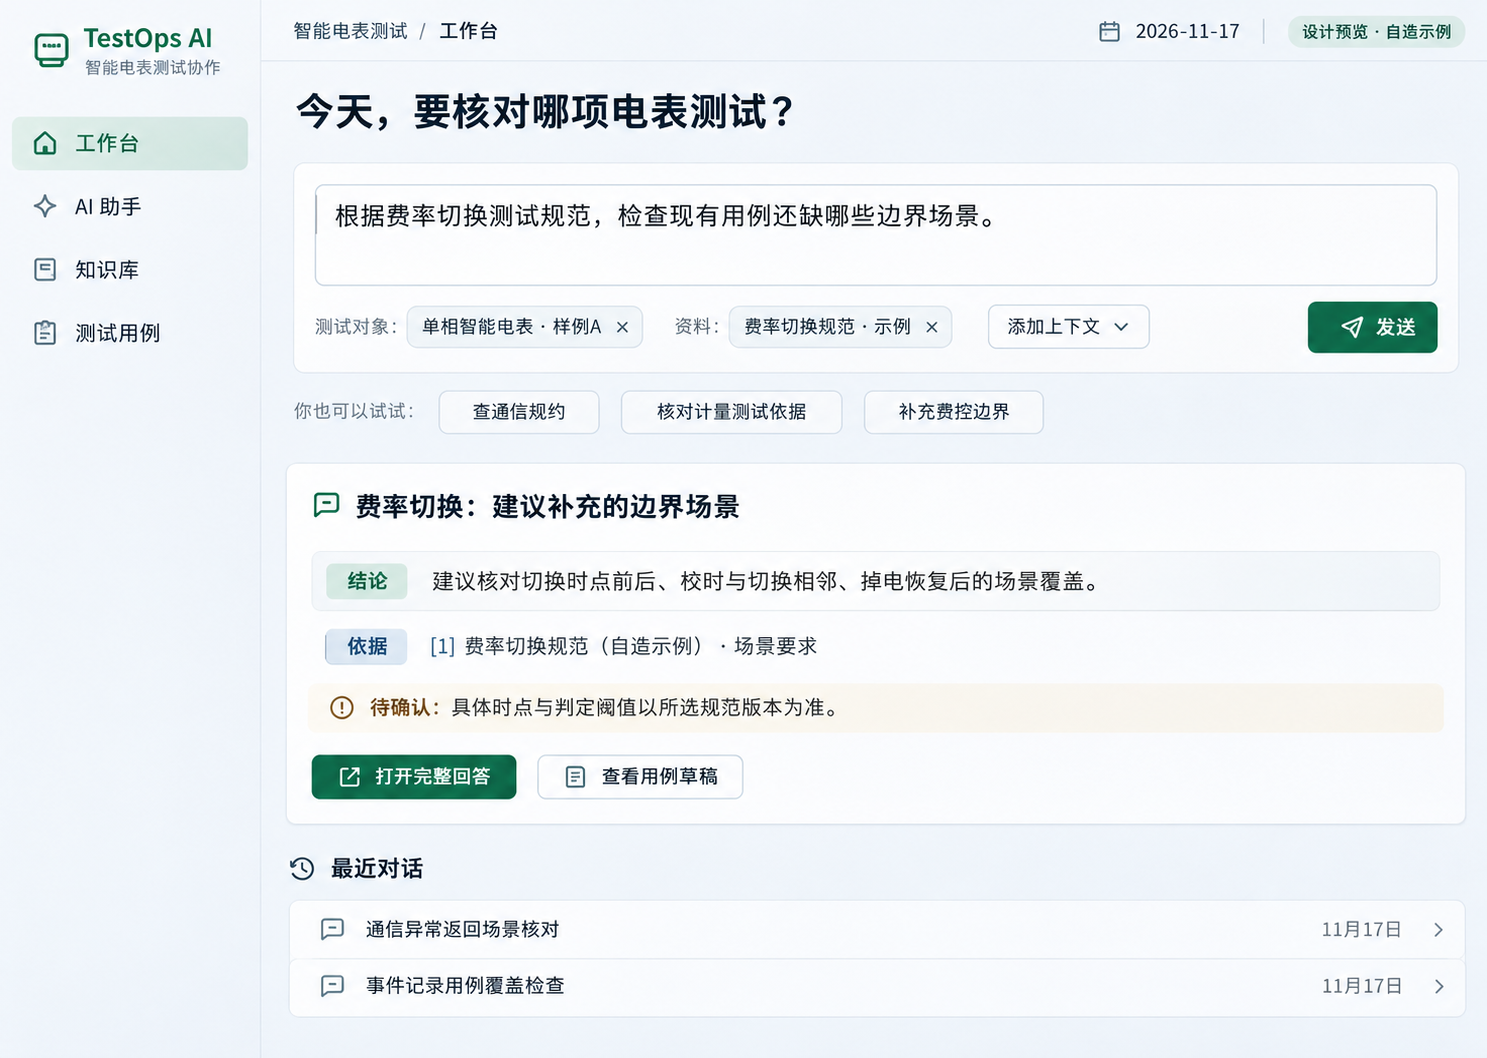 TestOps AI
智能电表测试协作
工作台
AI 助手
知识库
测试用例
智能电表测试 / 工作台
2026-11-17
设计预览 · 自造示例
今天，要核对哪项电表测试？
根据费率切换测试规范，检查现有用例还缺哪些边界场景。
测试对象： 单相智能电表 · 样例A × 资料： 费率切换规范 · 示例 × 添加上下文 发送
你也可以试试： 查通信规约 核对计量测试依据 补充费控边界
费率切换：建议补充的边界场景
结论 建议核对切换时点前后、校时与切换相邻、掉电恢复后的场景覆盖。
依据 [1] 费率切换规范（自造示例） · 场景要求
待确认：具体时点与判定阈值以所选规范版本为准。
打开完整回答 查看用例草稿
最近对话
通信异常返回场景核对 11月17日
事件记录用例覆盖检查 11月17日